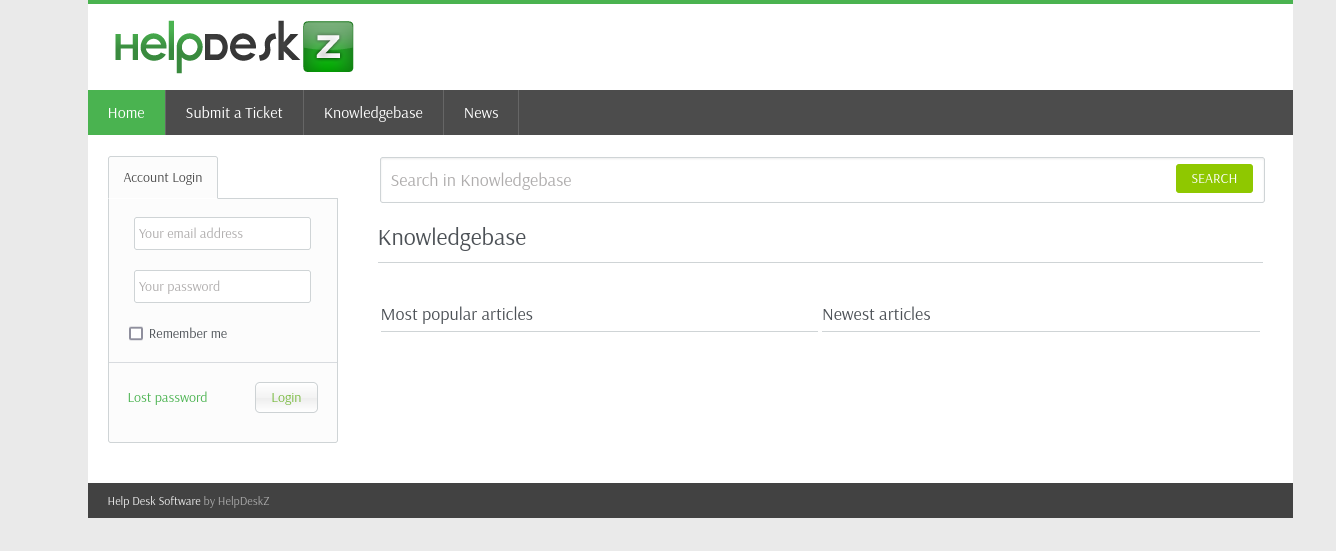 HelpDeskZ
Home
Submit a Ticket
Knowledgebase
News
Account Login
Your email address
Your password
Remember me
Lost password
Login
Search in Knowledgebase
SEARCH
Knowledgebase
Most popular articles
Newest articles
Help Desk Software by HelpDeskZ